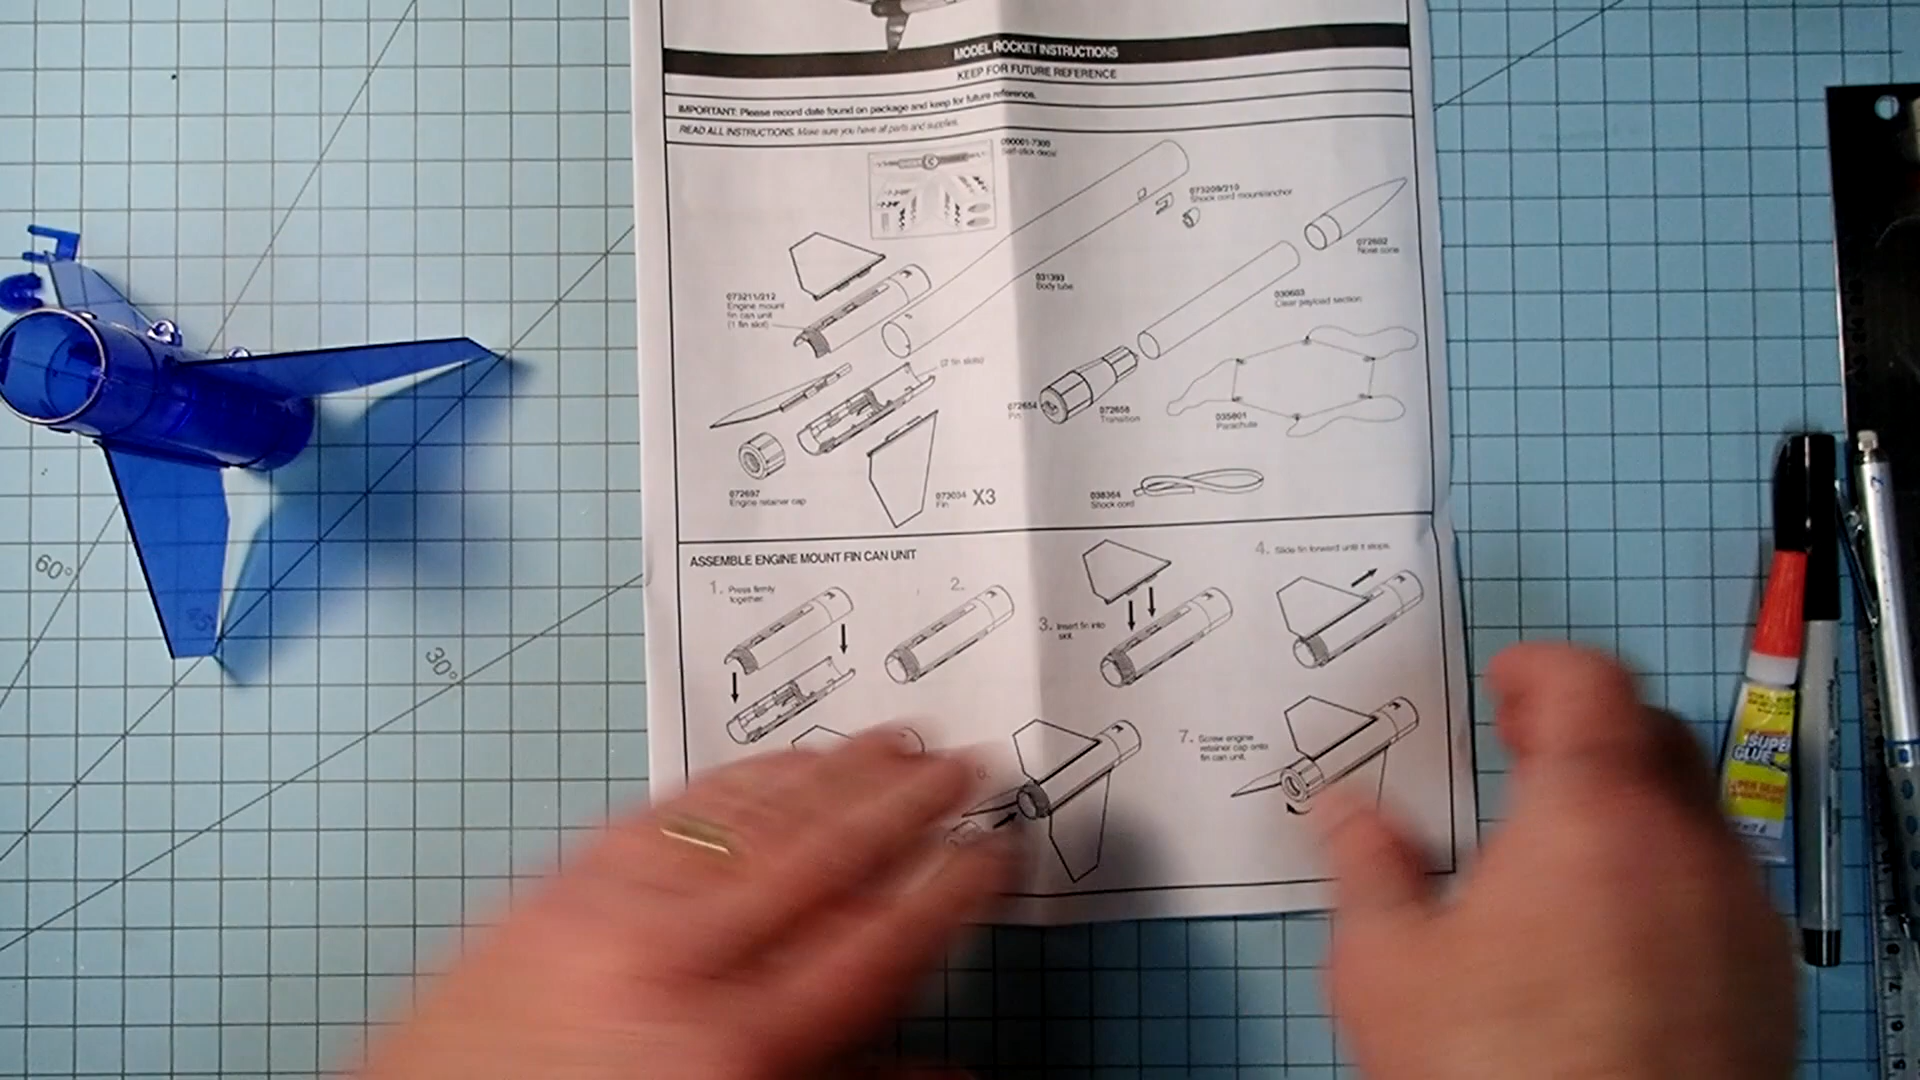 MODEL ROCKET INSTRUCTIONS
KEEP FOR FUTURE REFERENCE
IMPORTANT: Please record date found on package and keep for future reference.
READ ALL INSTRUCTIONS. Make sure you have all parts and supplies.
090001-7300
Self-stick decal
073209/210
Shock cord mount/anchor
072602
Nose cone
031393
Body tube
030603
Clear payload section
073211/212
Engine mount
fin can unit
(1 fin slot)
(2 fin slots)
072654
Pin
072658
Transition
035801
Parachute
072697
Engine retainer cap
073034
Fin
X3
038364
Shock cord
ASSEMBLE ENGINE MOUNT FIN CAN UNIT
1. Press firmly
together.
2.
3. Insert fin into
slot.
4. Slide fin forward until it stops.
6.
7. Screw engine
retainer cap onto
fin can unit.
60°
45°
30°
SUPER
GLUE